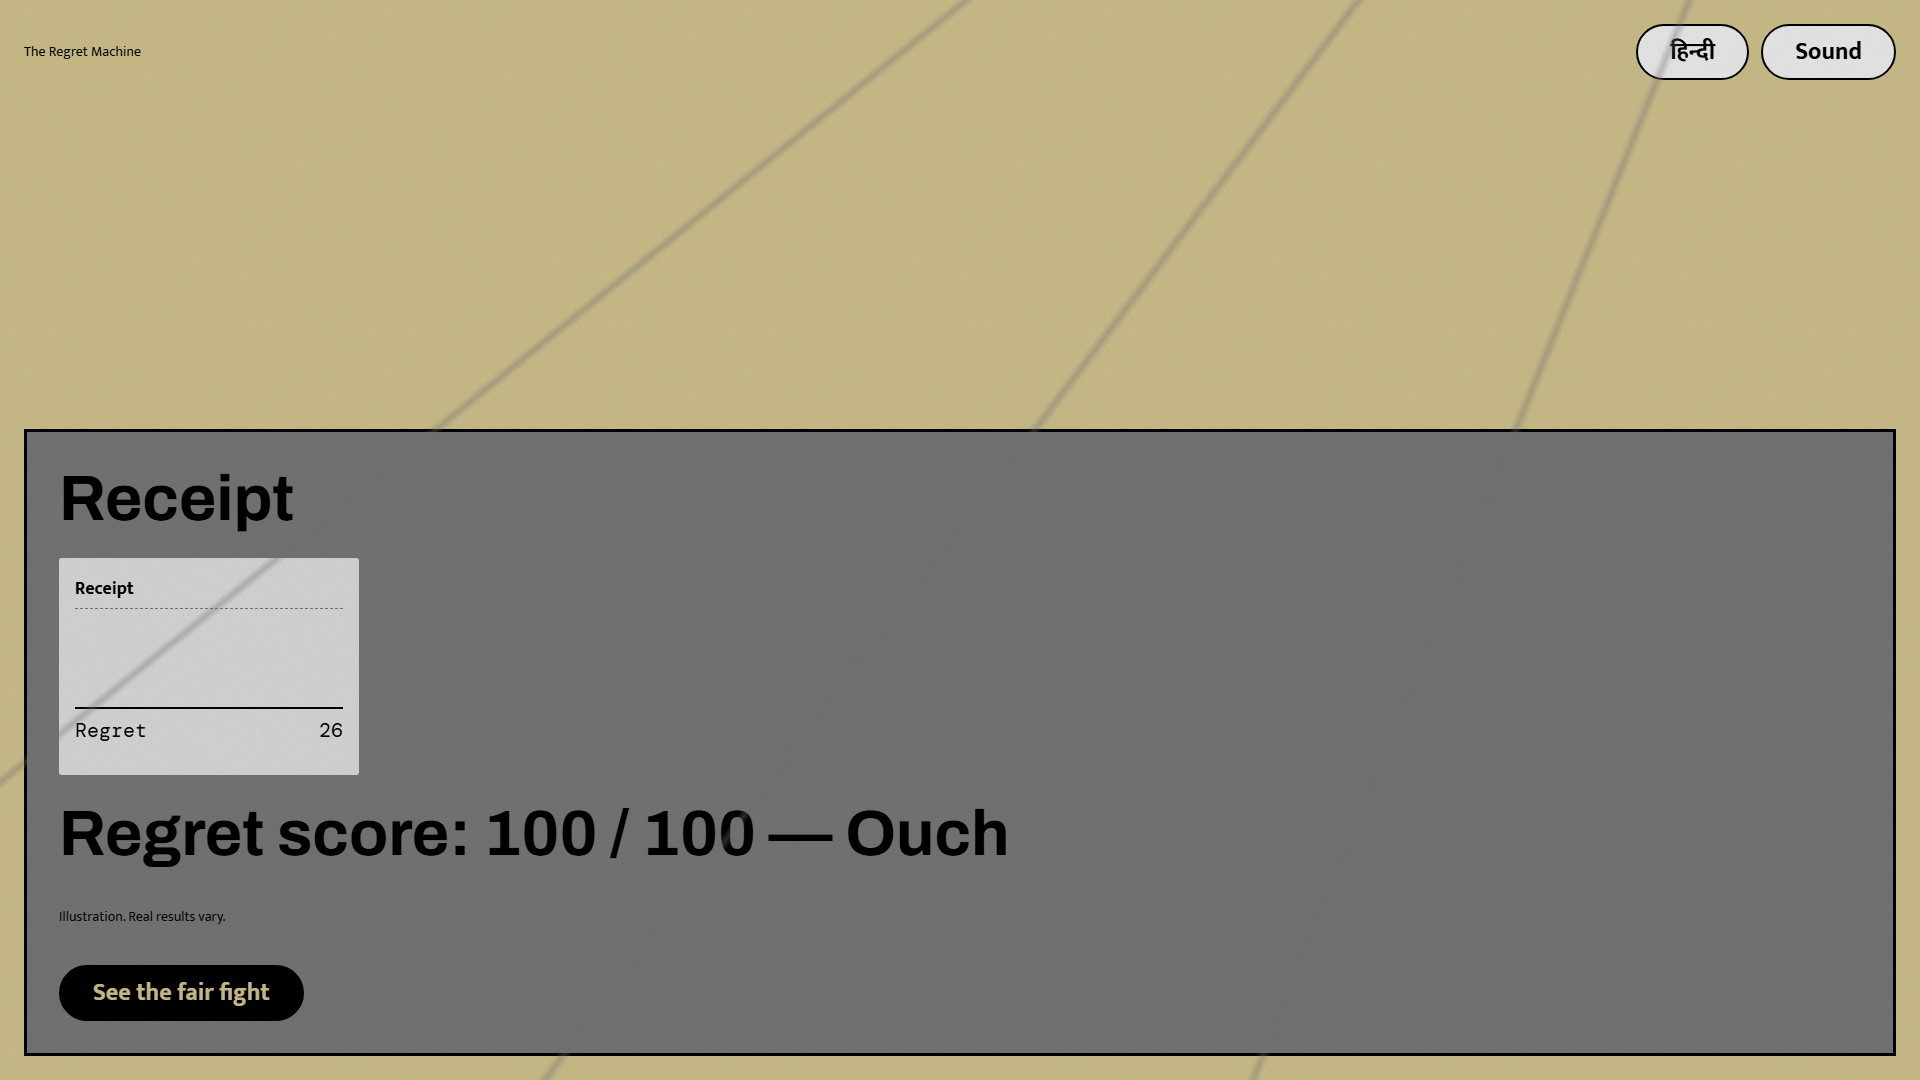 The Regret Machine
हिन्दी
Sound
Receipt
Receipt
Regret 26
Regret score: 100 / 100 — Ouch
Illustration. Real results vary.
See the fair fight